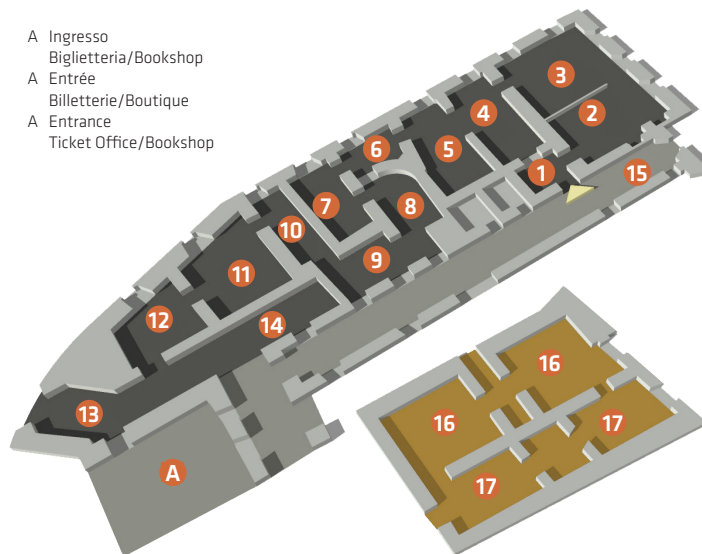 A Ingresso
Biglietteria/Bookshop
A Entrée
Billetterie/Boutique
A Entrance
Ticket Office/Bookshop
3
2
4
5
6
1
15
7
8
10
9
11
14
12
13
16
16
17
17
A